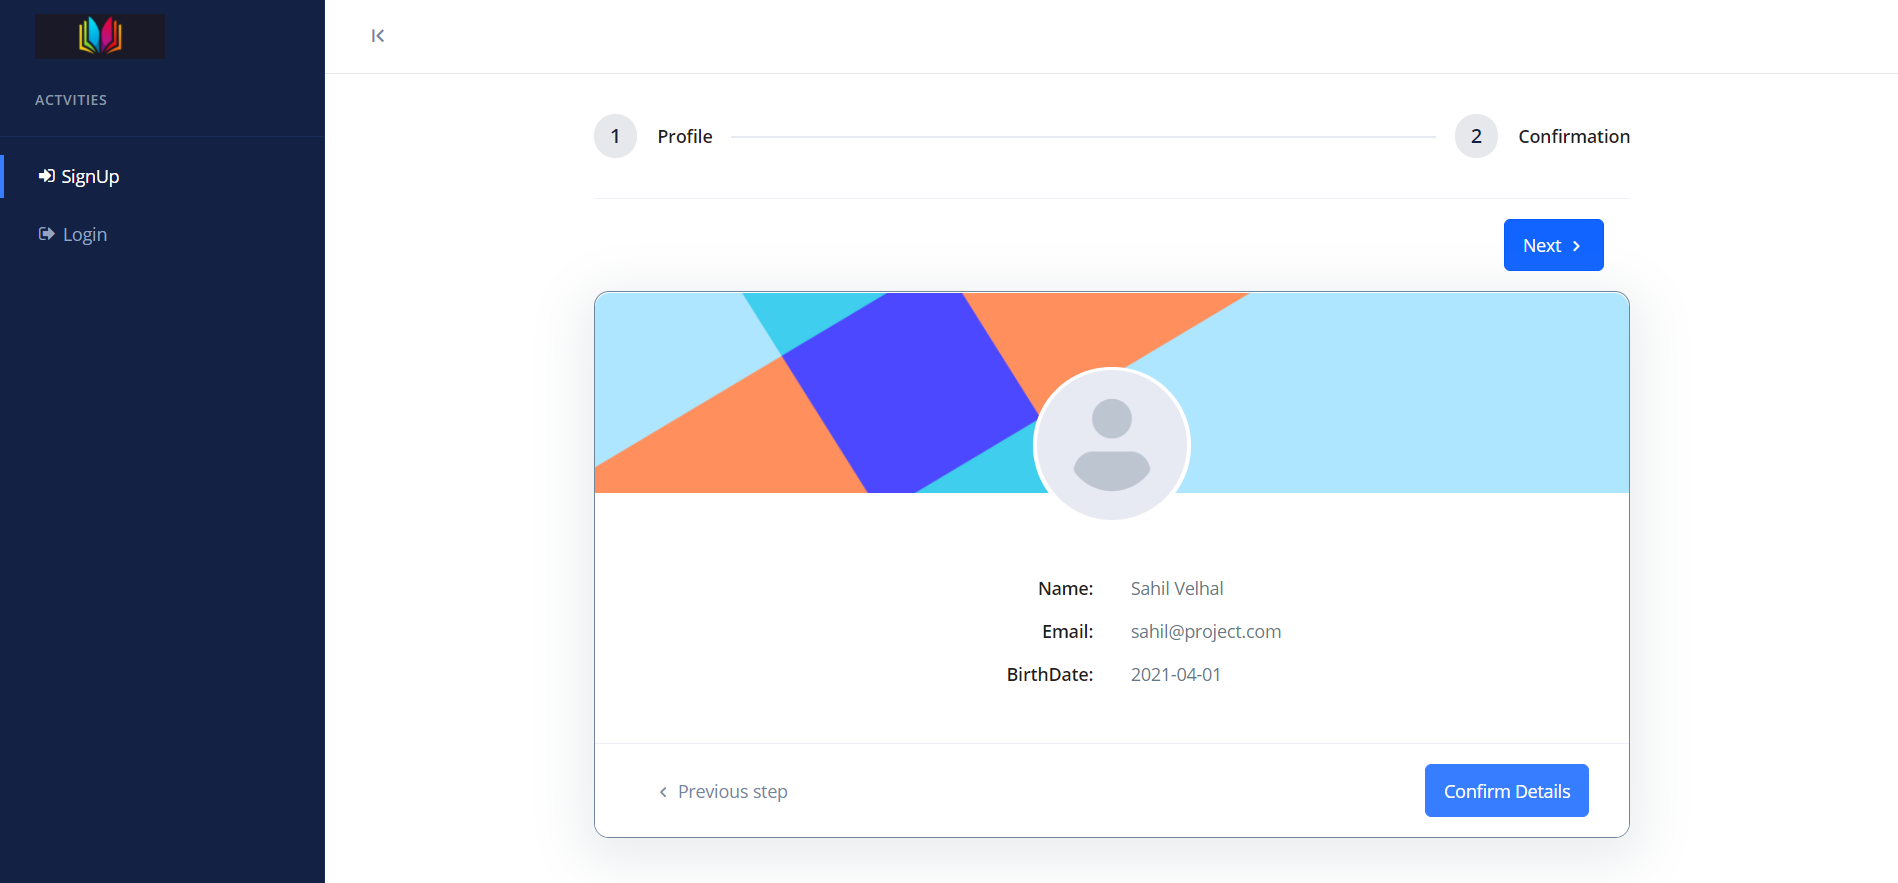 ACTVITIES
SignUp
Login
1 Profile 2 Confirmation
Next
Name: Sahil Velhal
Email: sahil@project.com
BirthDate: 2021-04-01
Previous step Confirm Details